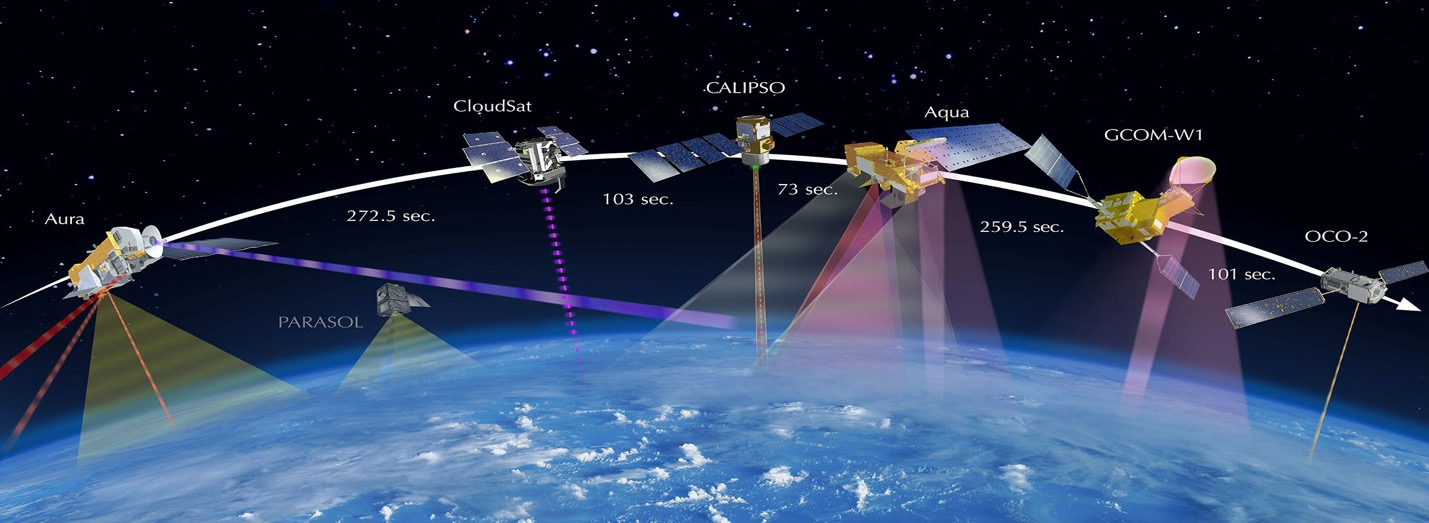 Aura
272.5 sec.
PARASOL
CloudSat
103 sec.
CALIPSO
73 sec.
Aqua
259.5 sec.
GCOM-W1
101 sec.
OCO-2